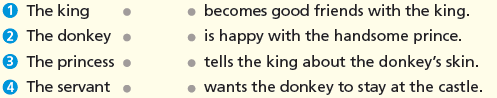 1 The king ● ● becomes good friends with the king.
2 The donkey ● ● is happy with the handsome prince.
3 The princess ● ● tells the king about the donkey's skin.
4 The servant ● ● wants the donkey to stay at the castle.